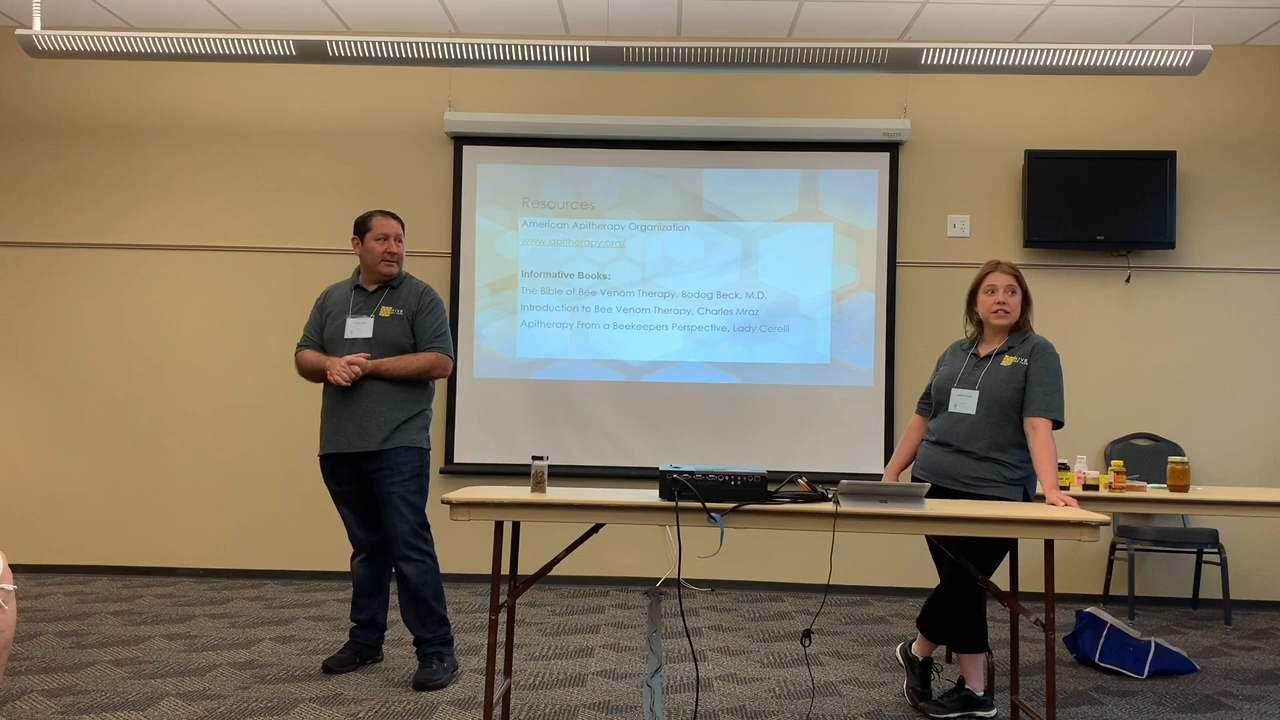 Resources
American Apitherapy Organization
www.apitherapy.org/
Informative Books:
The Bible of Bee Venom Therapy, Bodog Beck, M.D.
Introduction to Bee Venom Therapy, Charles Mraz
Apitherapy From a Beekeepers Perspective, Lady Cerelli